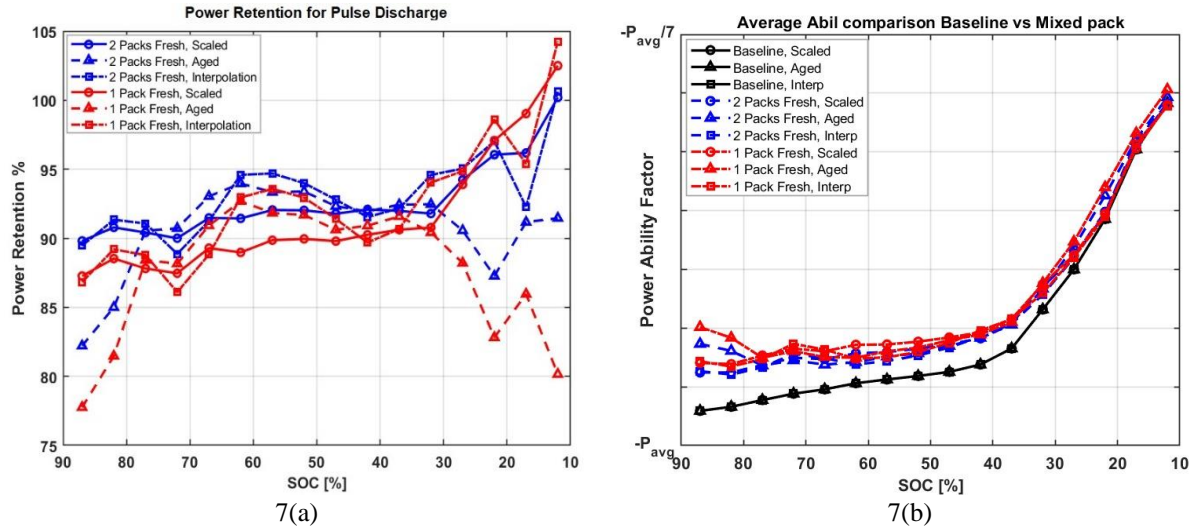 Power Retention for Pulse Discharge
105
100
95
90
85
80
75
Power Retention %
2 Packs Fresh, Scaled
2 Packs Fresh, Aged
2 Packs Fresh, Interpolation
1 Pack Fresh, Scaled
1 Pack Fresh, Aged
1 Pack Fresh, Interpolation
90 80 70 60 50 40 30 20 10
SOC [%]
7(a)
Average Abil comparison Baseline vs Mixed pack
-Pavg/7
-Pavg
Power Ability Factor
Baseline, Scaled
Baseline, Aged
Baseline, Interp
2 Packs Fresh, Scaled
2 Packs Fresh, Aged
2 Packs Fresh, Interp
1 Pack Fresh, Scaled
1 Pack Fresh, Aged
1 Pack Fresh, Interp
90 80 70 60 50 40 30 20 10
SOC [%]
7(b)